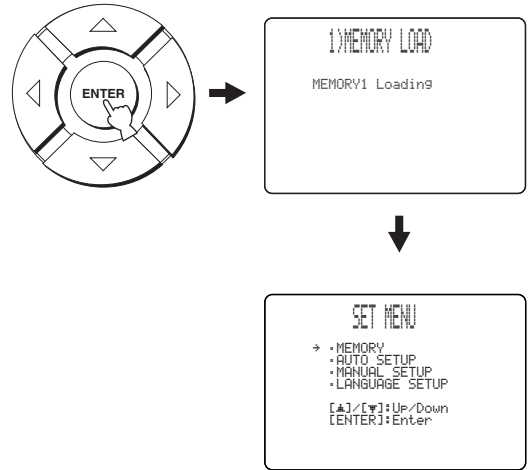 ENTER
1)MEMORY LOAD
MEMORY1 Loading
SET MENU
→ ·MEMORY
·AUTO SETUP
·MANUAL SETUP
·LANGUAGE SETUP
[▲]/[▼]:Up/Down
[ENTER]:Enter